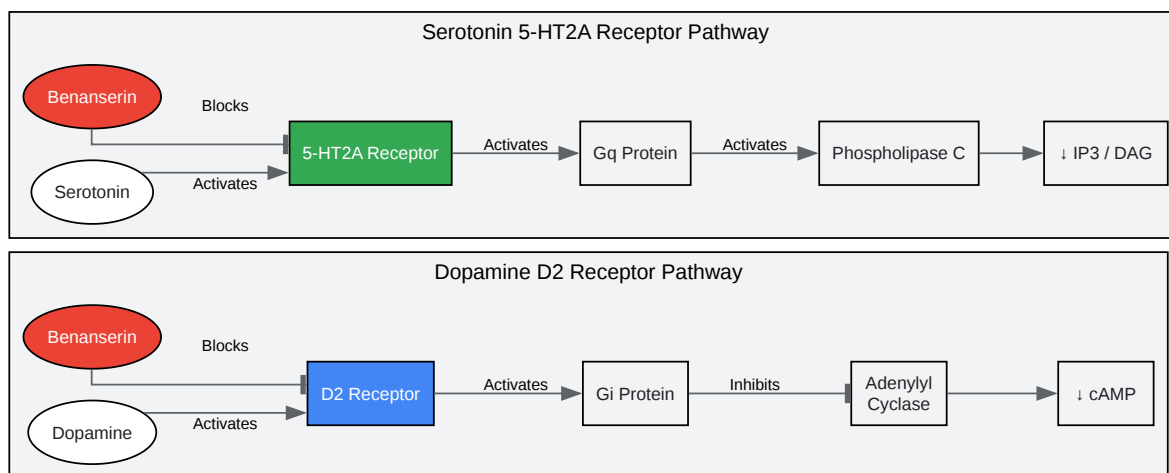 Serotonin 5-HT2A Receptor Pathway
Benanserin
Blocks
5-HT2A Receptor
Activates
Gq Protein
Activates
Phospholipase C
↓ IP3 / DAG
Serotonin
Activates
Dopamine D2 Receptor Pathway
Benanserin
Blocks
D2 Receptor
Activates
Gi Protein
Inhibits
Adenylyl
Cyclase
↓ cAMP
Dopamine
Activates